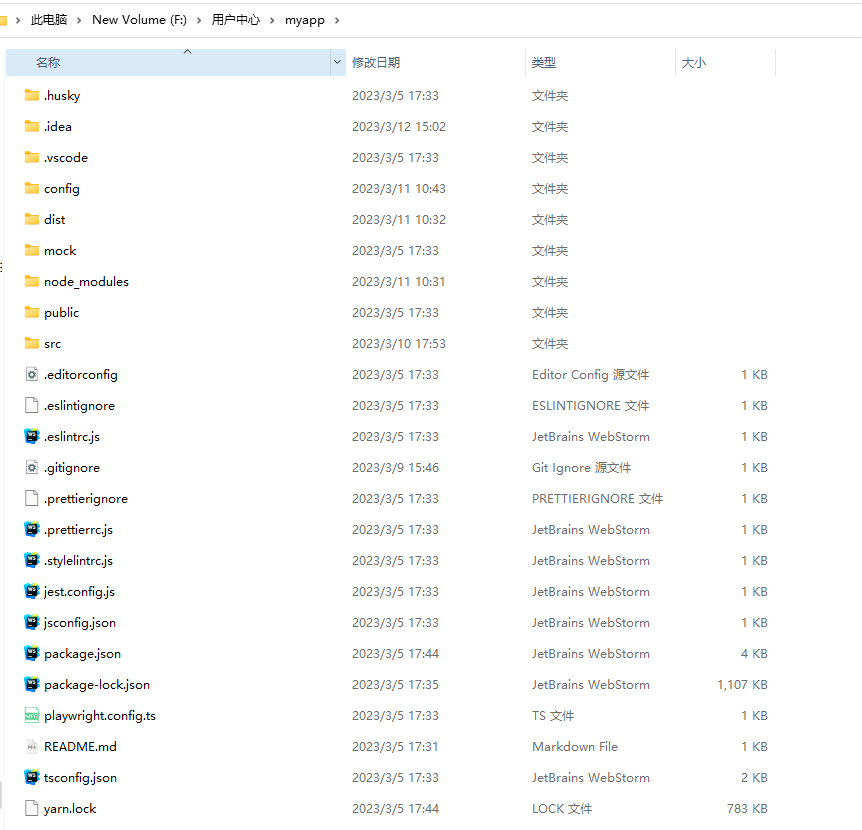 此电脑 > New Volume (F:) > 用户中心 > myapp >
名称 修改日期 类型 大小
.husky 2023/3/5 17:33 文件夹
.idea 2023/3/12 15:02 文件夹
.vscode 2023/3/5 17:33 文件夹
config 2023/3/11 10:43 文件夹
dist 2023/3/11 10:32 文件夹
mock 2023/3/5 17:33 文件夹
node_modules 2023/3/11 10:31 文件夹
public 2023/3/5 17:33 文件夹
src 2023/3/10 17:53 文件夹
.editorconfig 2023/3/5 17:33 Editor Config 源文件 1 KB
.eslintignore 2023/3/5 17:33 ESLINTIGNORE 文件 1 KB
.eslintrc.js 2023/3/5 17:33 JetBrains WebStorm 1 KB
.gitignore 2023/3/9 15:46 Git Ignore 源文件 1 KB
.prettierignore 2023/3/5 17:33 PRETTIERIGNORE 文件 1 KB
.prettierrc.js 2023/3/5 17:33 JetBrains WebStorm 1 KB
.stylelintrc.js 2023/3/5 17:33 JetBrains WebStorm 1 KB
jest.config.js 2023/3/5 17:33 JetBrains WebStorm 1 KB
jsconfig.json 2023/3/5 17:33 JetBrains WebStorm 1 KB
package.json 2023/3/5 17:44 JetBrains WebStorm 4 KB
package-lock.json 2023/3/5 17:35 JetBrains WebStorm 1,107 KB
playwright.config.ts 2023/3/5 17:33 TS 文件 1 KB
README.md 2023/3/5 17:31 Markdown File 1 KB
tsconfig.json 2023/3/5 17:33 JetBrains WebStorm 2 KB
yarn.lock 2023/3/5 17:44 LOCK 文件 783 KB